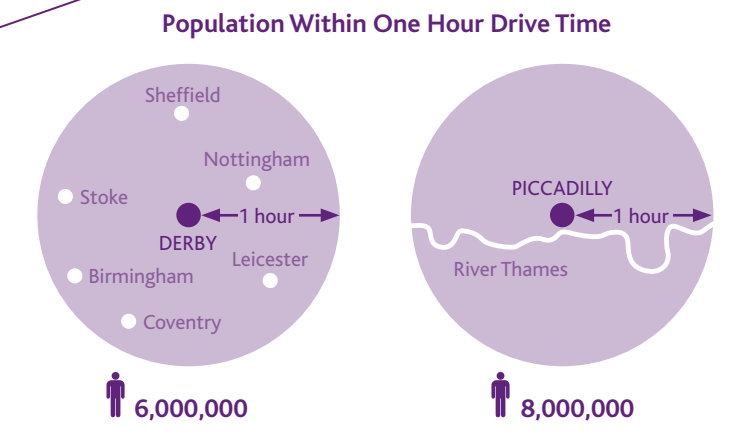 Population Within One Hour Drive Time
Sheffield
Nottingham
Stoke
1 hour
DERBY
Leicester
Birmingham
Coventry
6,000,000
PICCADILLY
1 hour
River Thames
8,000,000